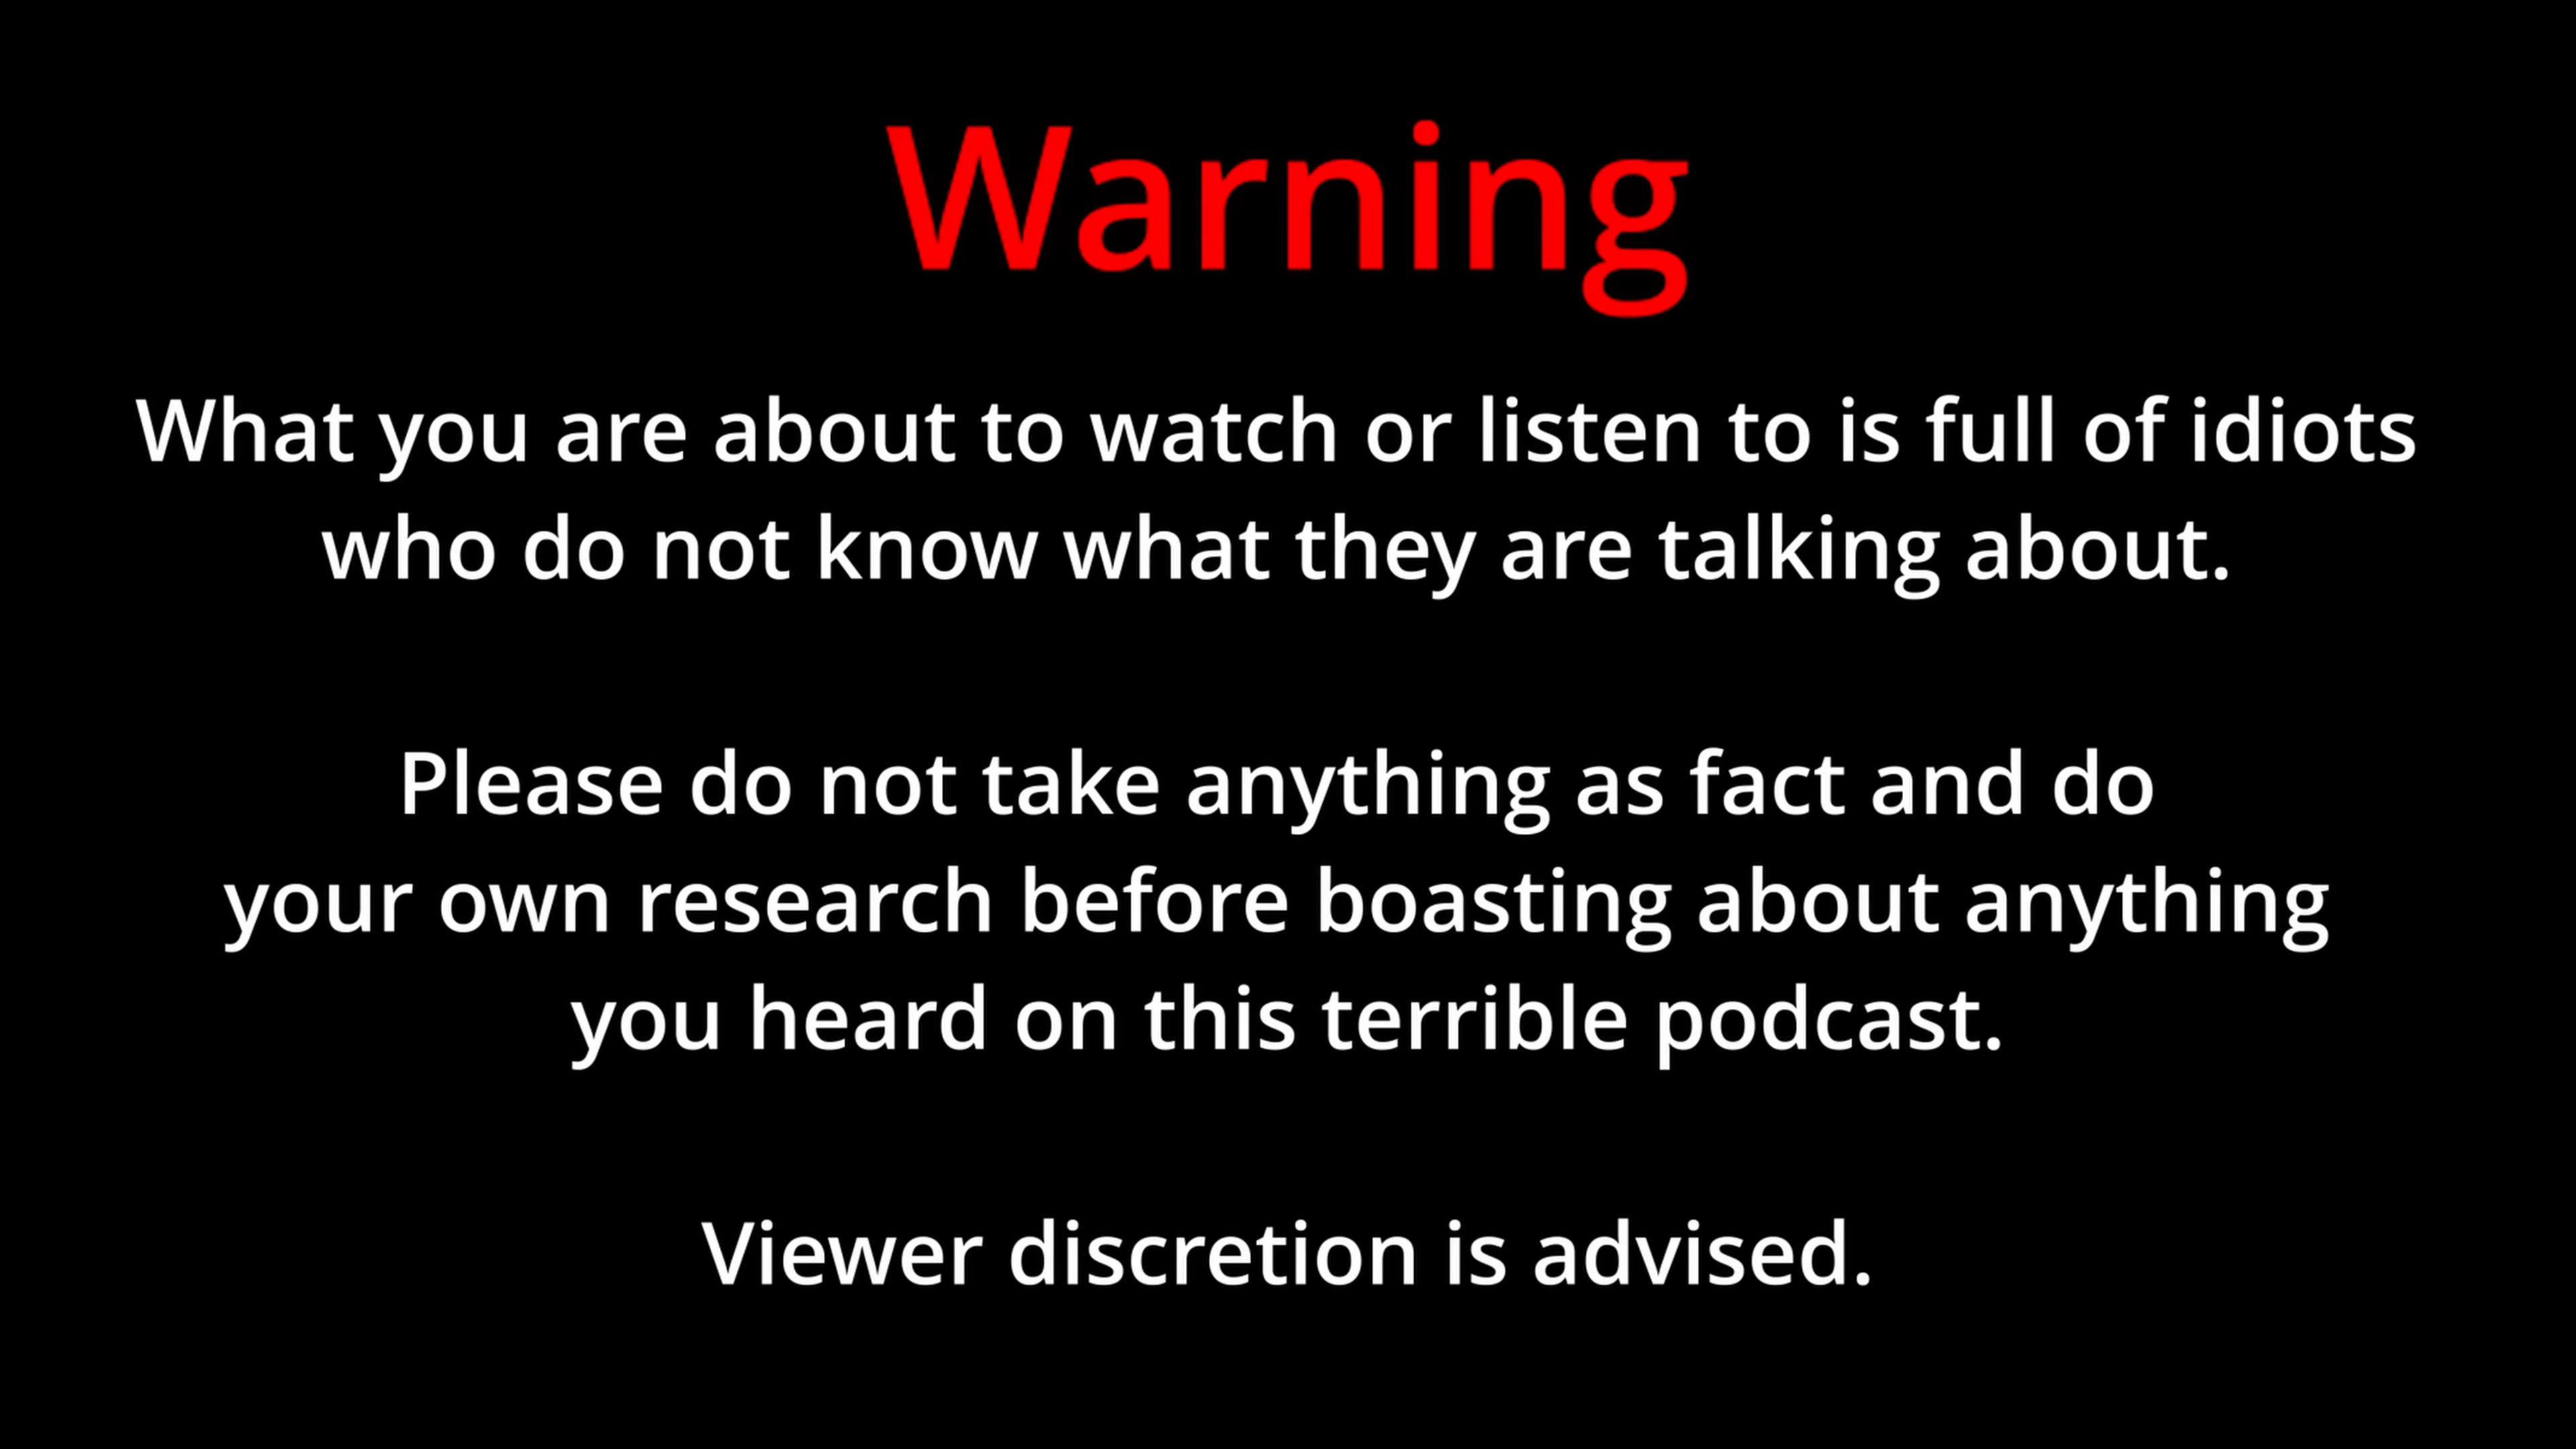 Warning
What you are about to watch or listen to is full of idiots
who do not know what they are talking about.
Please do not take anything as fact and do
your own research before boasting about anything
you heard on this terrible podcast.
Viewer discretion is advised.